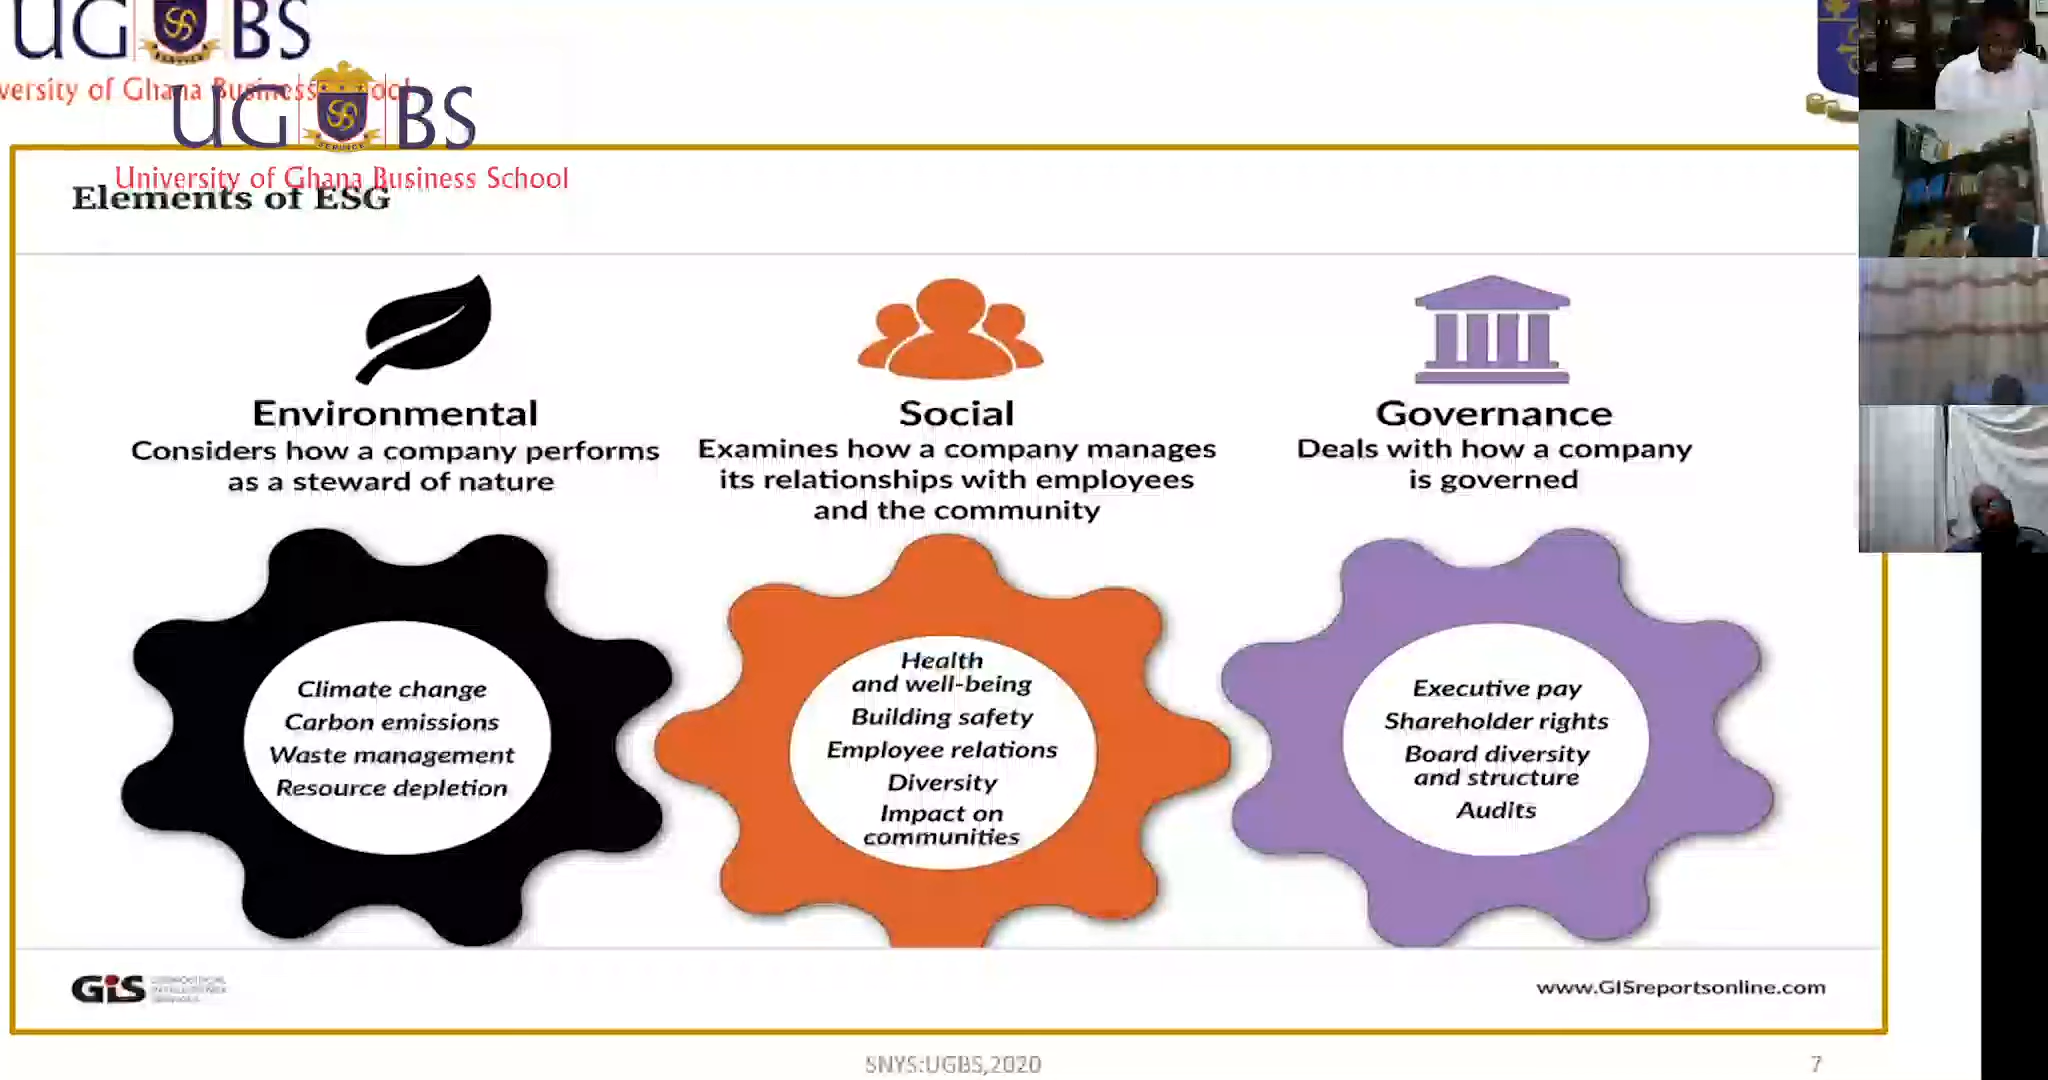 UG BS
versity of Ghana Business
UG BS
SERVICE
University of Ghana Business School
Elements of ESG
Environmental
Considers how a company performs
as a steward of nature
Social
Examines how a company manages
its relationships with employees
and the community
Governance
Deals with how a company
is governed
Climate change
Carbon emissions
Waste management
Resource depletion
Health
and well-being
Building safety
Employee relations
Diversity
Impact on
communities
Executive pay
Shareholder rights
Board diversity
and structure
Audits
GIS
www.GISreportsonline.com
SNYS:UGBS,2020
7